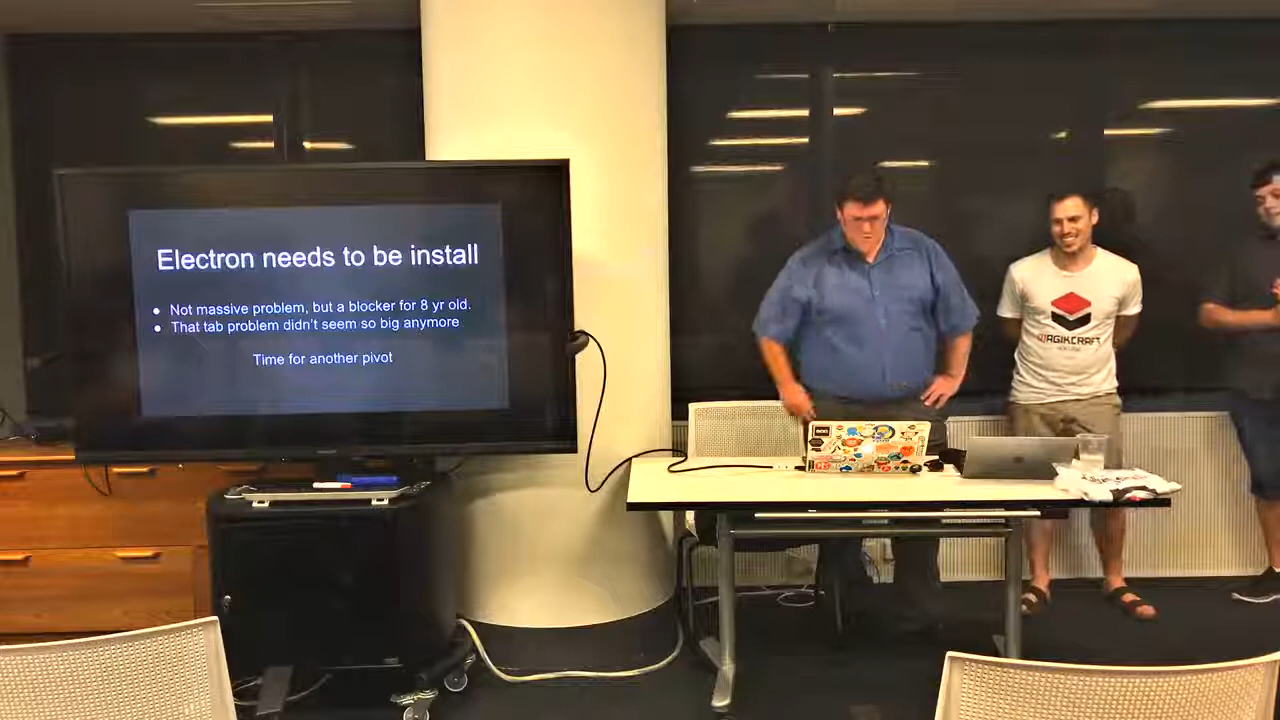 Electron needs to be install
Not massive problem, but a blocker for 8 yr old.
That tab problem didn't seem so big anymore
Time for another pivot
MAGIKCRAFT